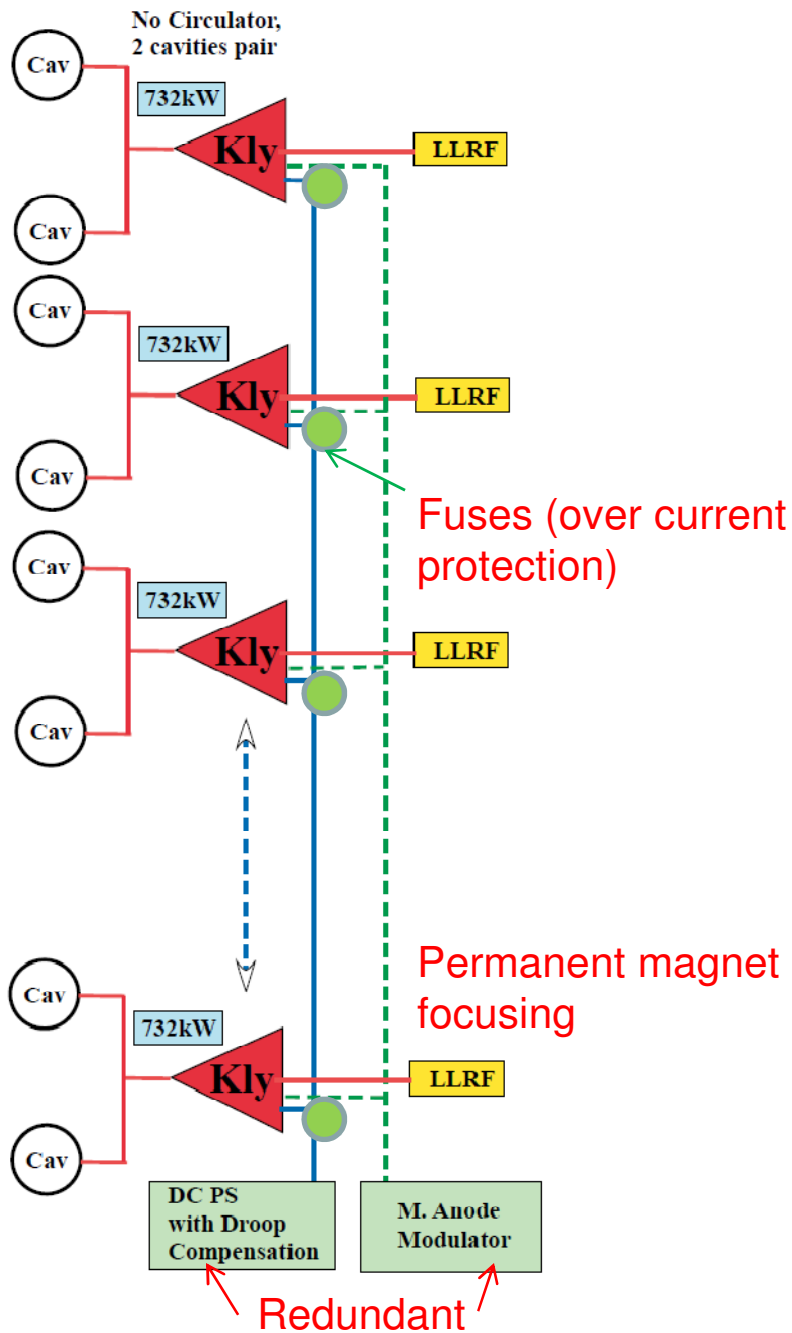 No Circulator,
2 cavities pair
Cav
732kW
Kly
LLRF
Cav
Cav
732kW
Kly
LLRF
Cav
Fuses (over current
protection)
Cav
732kW
Kly
LLRF
Cav
Permanent magnet
focusing
Cav
732kW
Kly
LLRF
Cav
DC PS
with Droop
Compensation
M. Anode
Modulator
Redundant